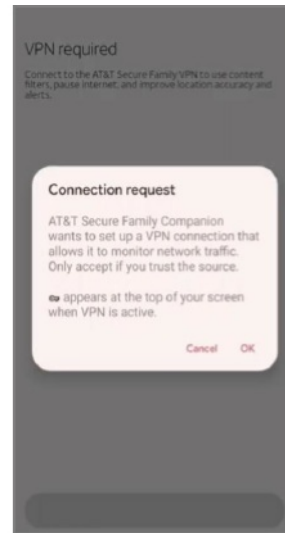 VPN required
Connect to the AT&T Secure Family VPN to use content
filters, pause internet, and improve location accuracy and
alerts.
Connection request
AT&T Secure Family Companion
wants to set up a VPN connection that
allows it to monitor network traffic.
Only accept if you trust the source.
appears at the top of your screen
when VPN is active.
Cancel OK